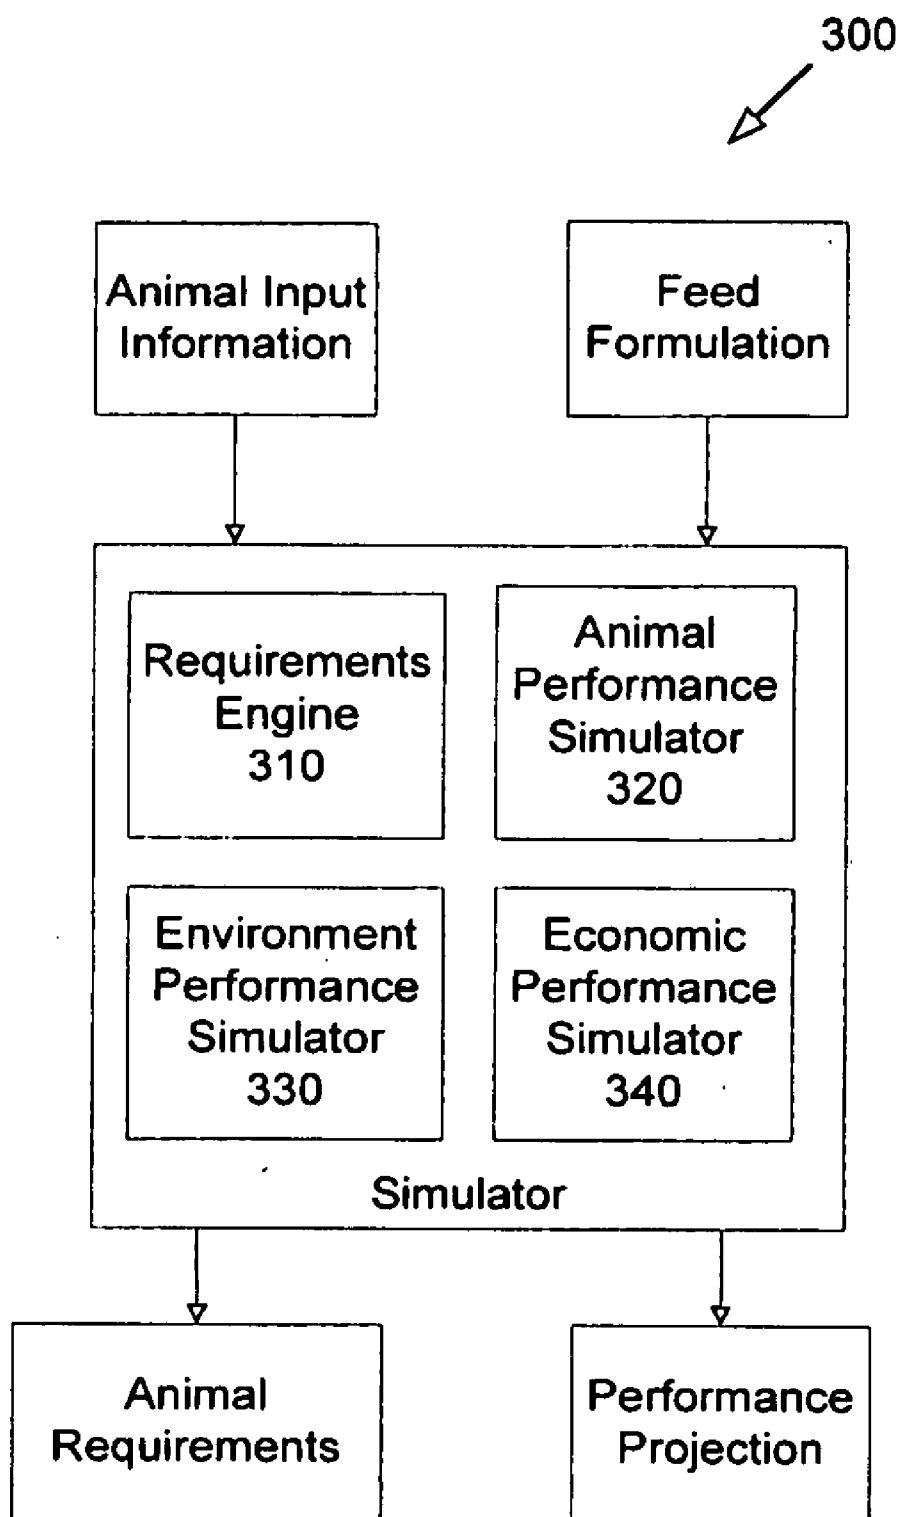 300
Animal Input
Information
Feed
Formulation
Requirements
Engine
310
Animal
Performance
Simulator
320
Environment
Performance
Simulator
330
Economic
Performance
Simulator
340
Simulator
Animal
Requirements
Performance
Projection